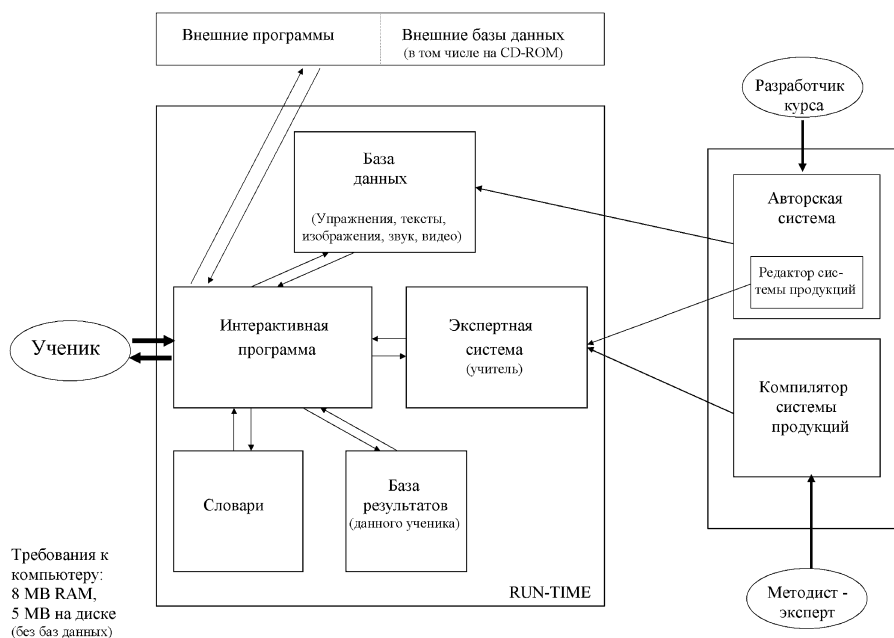 Внешние программы
Внешние базы данных
(в том числе на CD-ROM)
Разработчик
курса
База
данных
(Упражнения, тексты,
изображения, звук, видео)
Авторская
система
Редактор сис-
темы продукций
Ученик
Интерактивная
программа
Экспертная
система
(учитель)
Компилятор
системы
продукций
Словари
База
результатов
(данного ученика)
Требования к
компьютеру:
8 MB RAM,
5 MB на диске
(без баз данных)
RUN-TIME
Методист -
эксперт